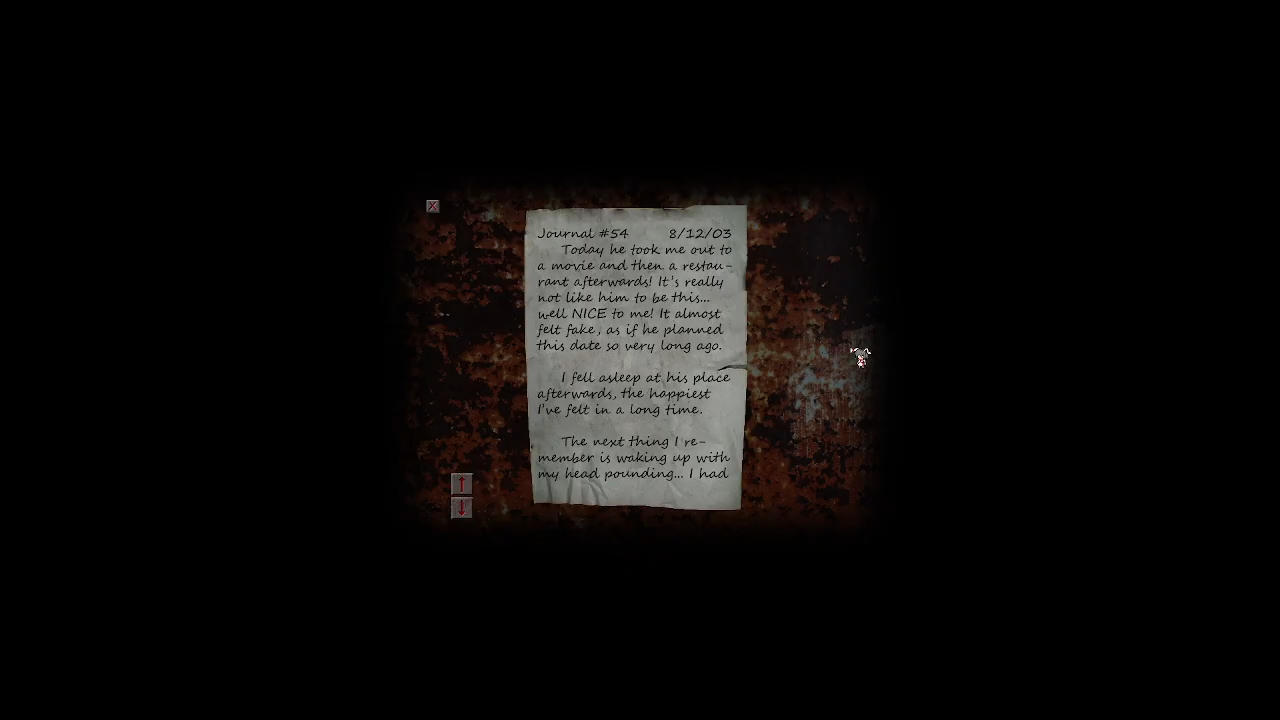 Journal #54 8/12/03
Today he took me out to
a movie and then a restau-
rant afterwards! It's really
not like him to be this...
well NICE to me! It almost
felt fake, as if he planned
this date so very long ago.
I fell asleep at his place
afterwards, the happiest
I've felt in a long time.
The next thing I re-
member is waking up with
my head pounding... I had